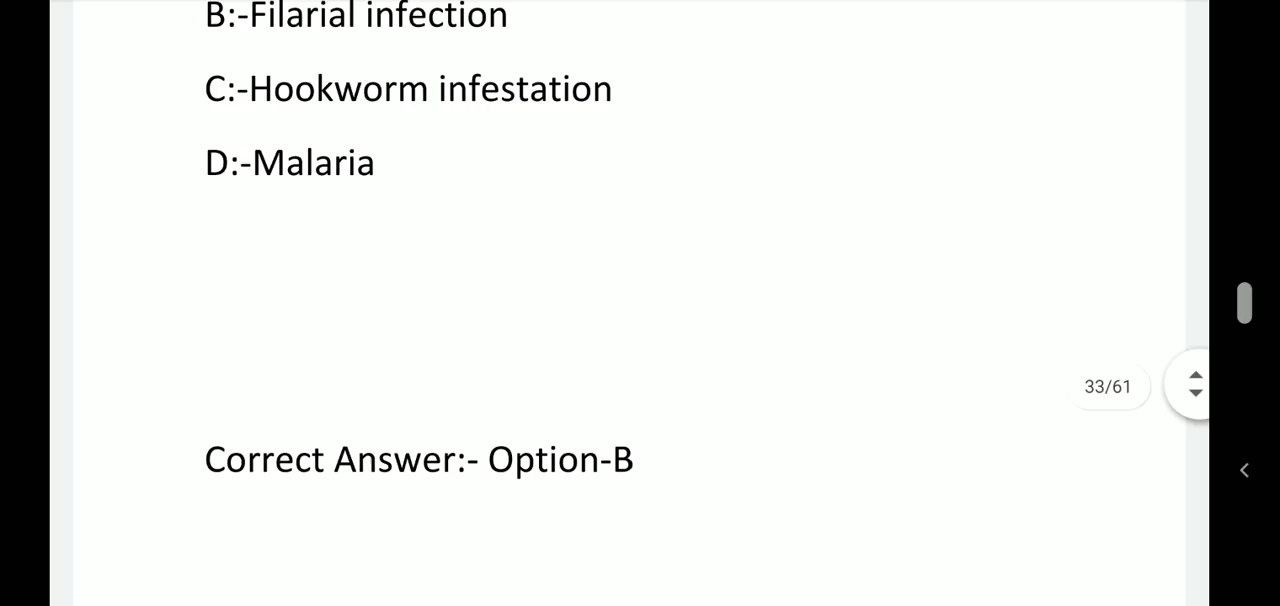 B:-Filarial infection
C:-Hookworm infestation
D:-Malaria
33/61
Correct Answer:- Option-B